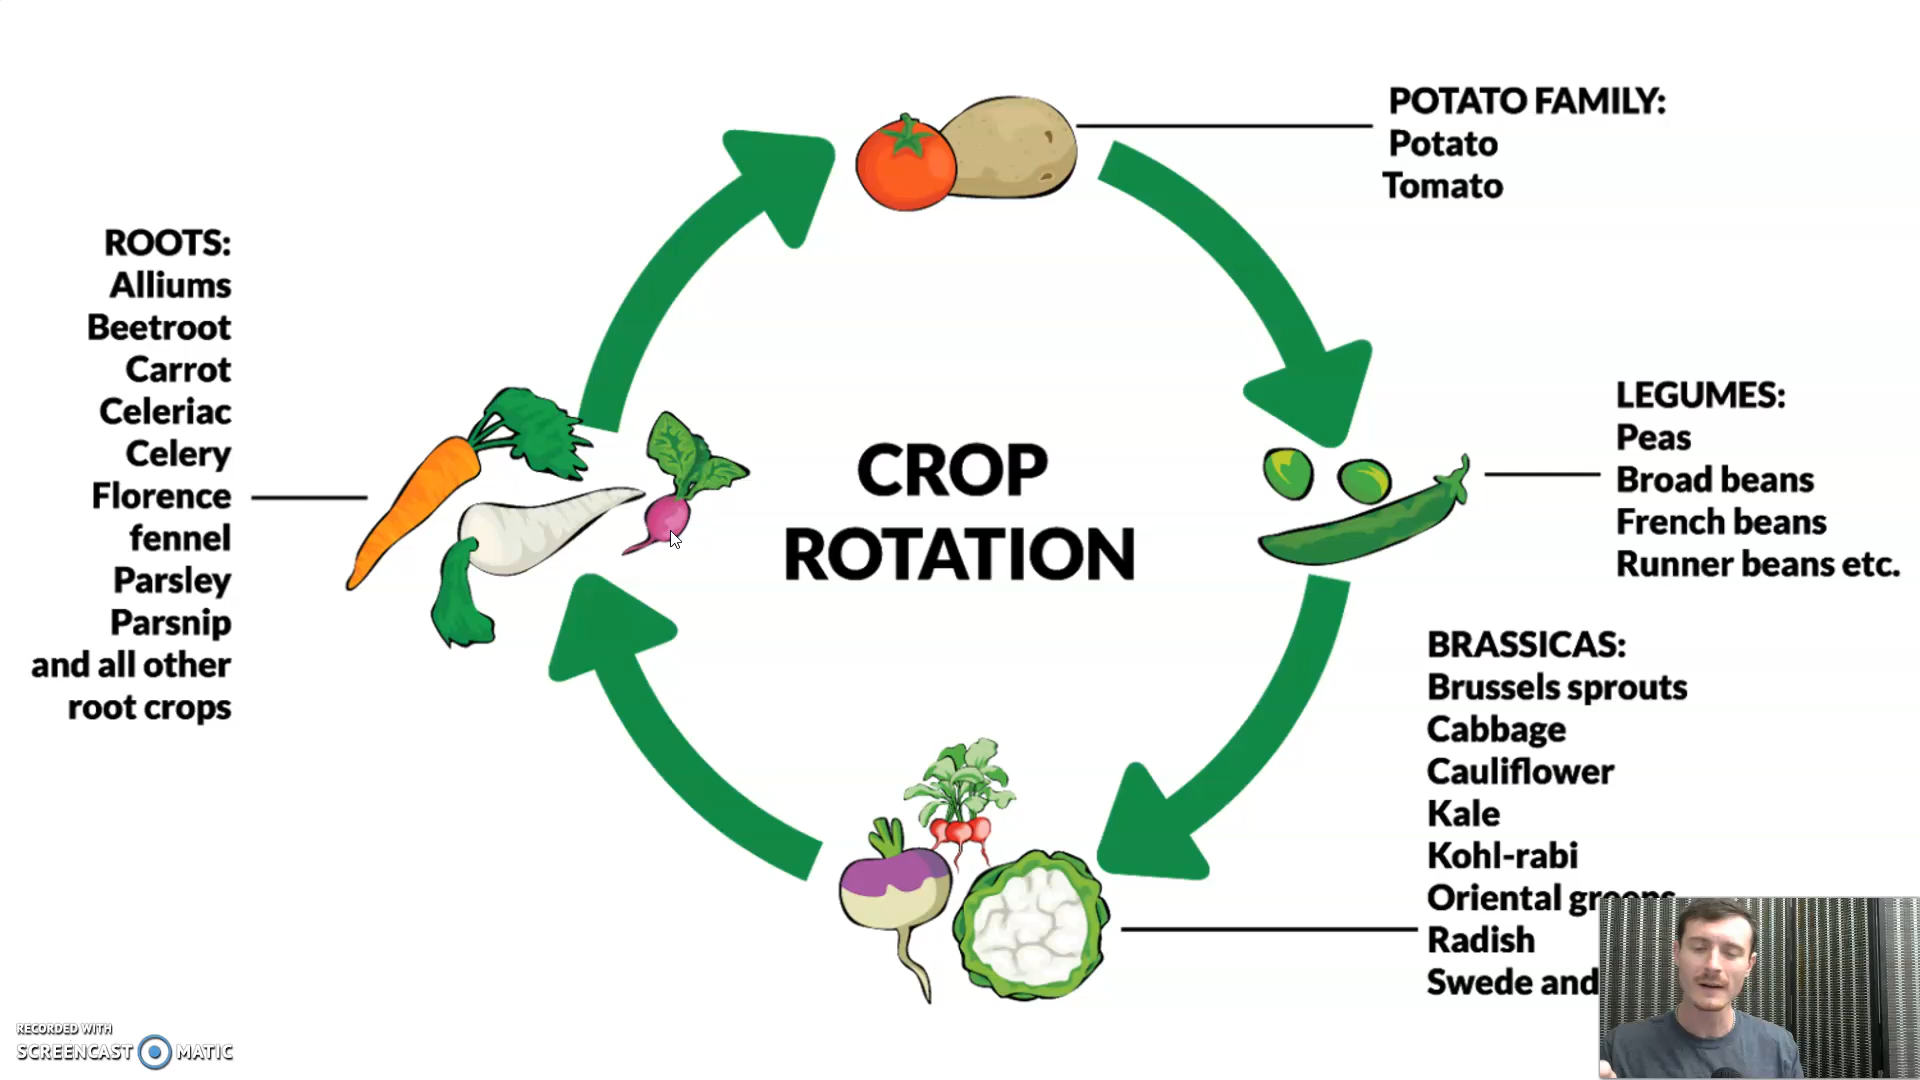 POTATO FAMILY:
Potato
Tomato
ROOTS:
Alliums
Beetroot
Carrot
Celeriac
Celery
Florence
fennel
Parsley
Parsnip
and all other
root crops
CROP
ROTATION
LEGUMES:
Peas
Broad beans
French beans
Runner beans etc.
BRASSICAS:
Brussels sprouts
Cabbage
Cauliflower
Kale
Kohl-rabi
Oriental greens
Radish
Swede and
RECORDED WITH
SCREENCAST MATIC